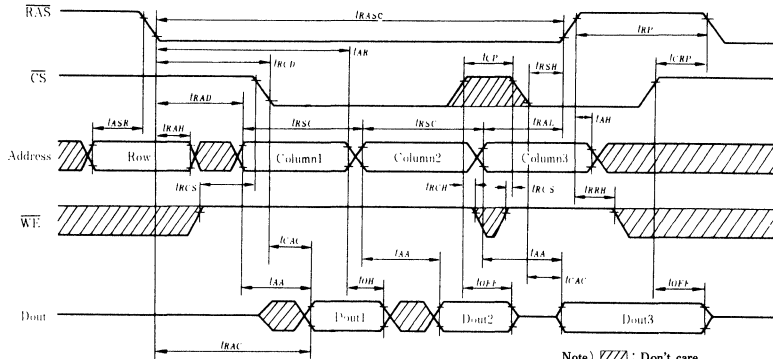 RAS
tRASC
tRP
tAR
tRCD
tCP
tRSH
tCRP
CS
tRAD
tASR
tRAH
tRSC
tRSC
tRAL
tAH
Address
Row
Column1
Column2
Column3
tRCS
tRCH
tRCS
tRRH
WE
tCAC
tAA
tAA
tAA
tCAC
tOH
tOFF
tOFF
Dout
Dout1
Dout2
Dout3
tRAC
Note) : Don't care